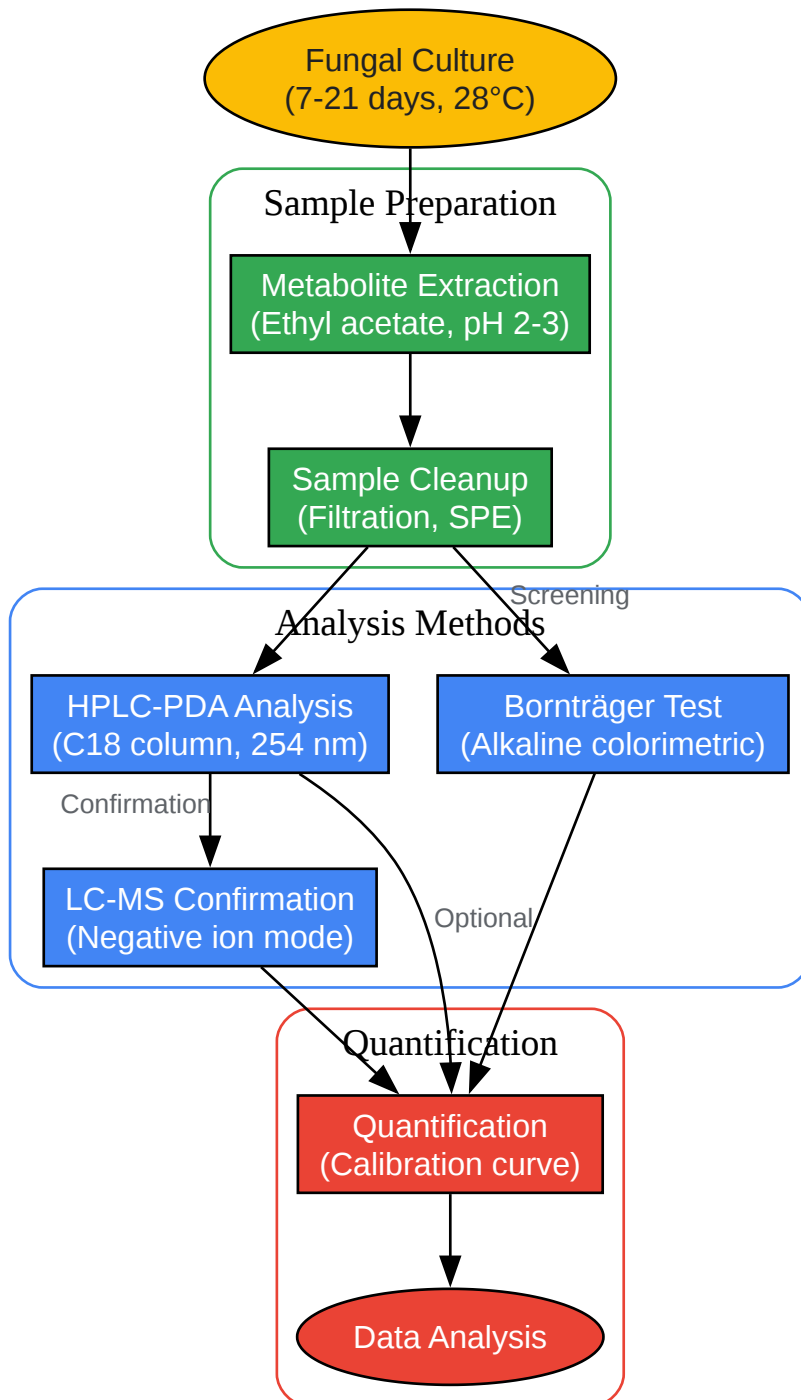 Fungal Culture
(7-21 days, 28°C)
Sample Preparation
Metabolite Extraction
(Ethyl acetate, pH 2-3)
Sample Cleanup
(Filtration, SPE)
Screening
Analysis Methods
HPLC-PDA Analysis
(C18 column, 254 nm)
Bornträger Test
(Alkaline colorimetric)
Confirmation
LC-MS Confirmation
(Negative ion mode)
Optional
Quantification
Quantification
(Calibration curve)
Data Analysis